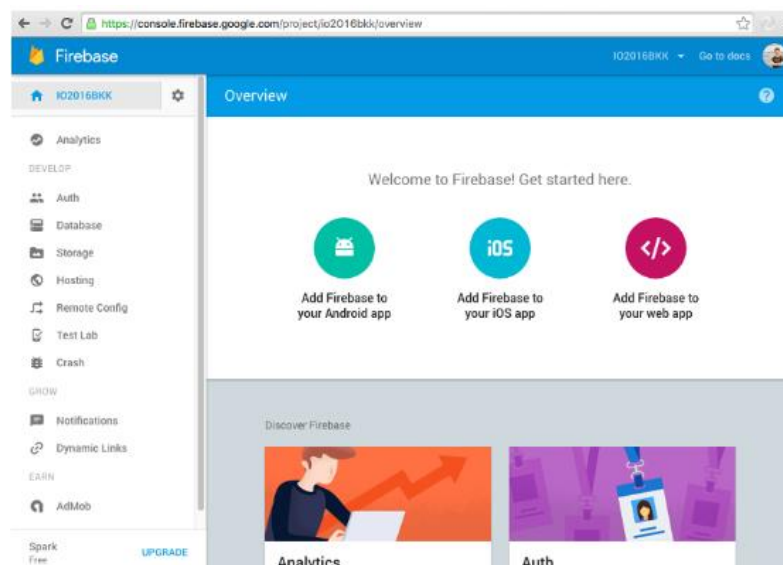 https://console.firebase.google.com/project/io2016bkk/overview
Firebase
IO2016BKK
Go to docs
IO2016BKK
Overview
Analytics
DEVELOP
Auth
Database
Storage
Hosting
Remote Config
Test Lab
Crash
GROW
Notifications
Dynamic Links
EARN
AdMob
Spark
Free
UPGRADE
Welcome to Firebase! Get started here.
iOS
</>
Add Firebase to
your Android app
Add Firebase to
your iOS app
Add Firebase to
your web app
Discover Firebase
Analytics
Auth